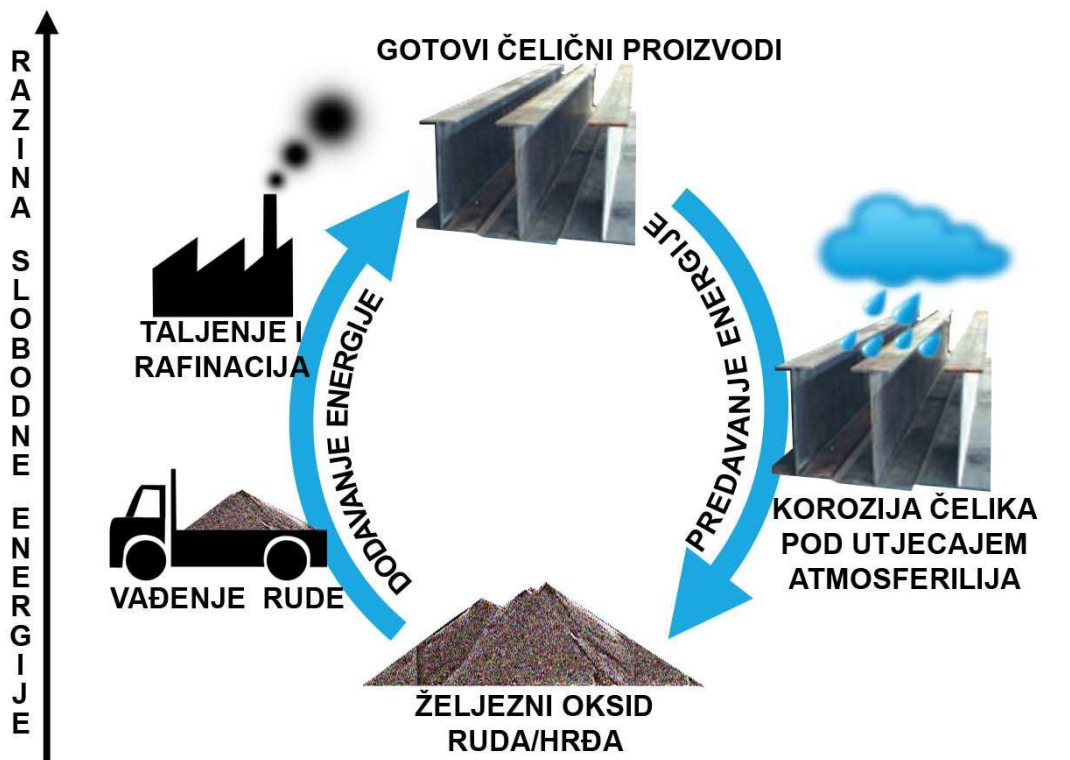 RAZINA SLOBODNE ENERGIJE
GOTOVI ČELIČNI PROIZVODI
TALJENJE I
RAFINACIJA
DODAVANJE ENERGIJE
PREDAVANJE ENERGIJE
VAĐENJE RUDE
KOROZIJA ČELIKA
POD UTJECAJEM
ATMOSFERILIJA
ŽELJEZNI OKSID
RUDA/HRĐA